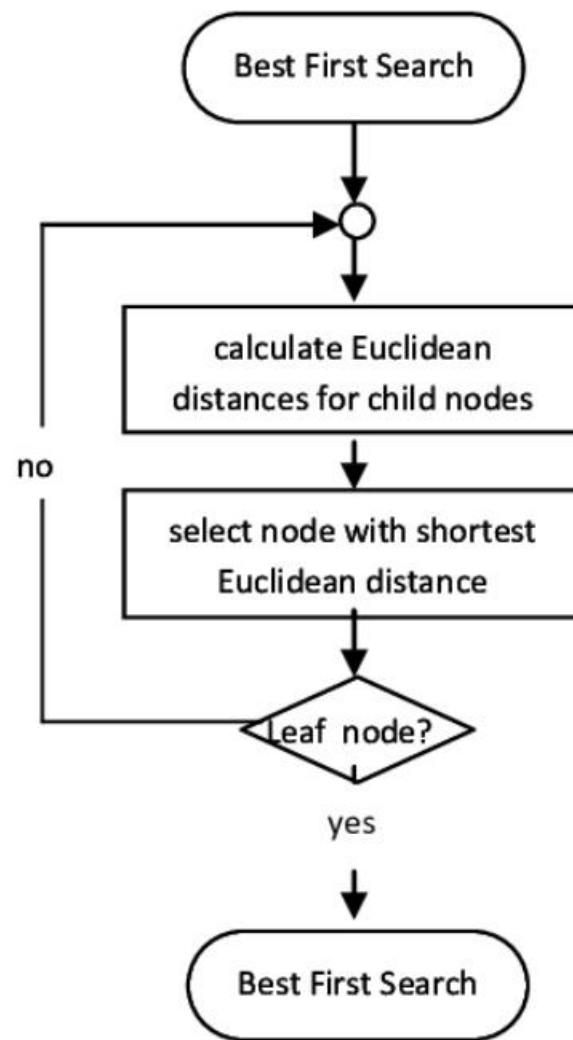 Best First Search
calculate Euclidean
distances for child nodes
no
select node with shortest
Euclidean distance
Leaf node?
yes
Best First Search